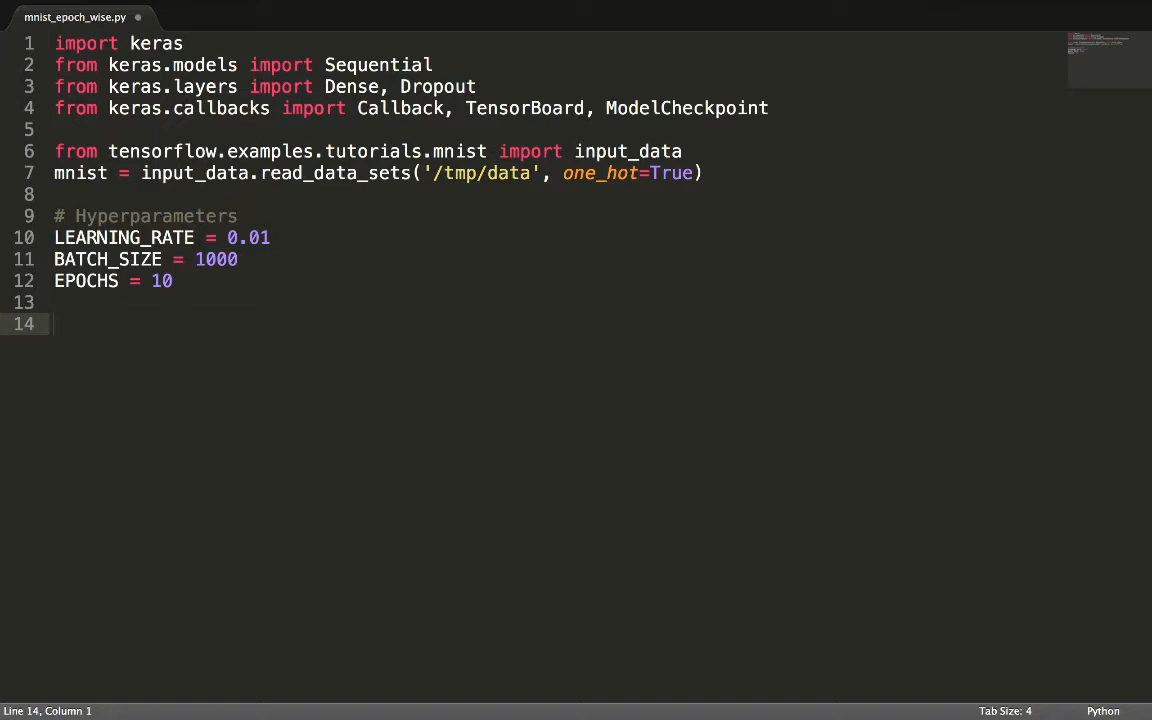 mnist_epoch_wise.py
1 import keras
2 from keras.models import Sequential
3 from keras.layers import Dense, Dropout
4 from keras.callbacks import Callback, TensorBoard, ModelCheckpoint
5
6 from tensorflow.examples.tutorials.mnist import input_data
7 mnist = input_data.read_data_sets('/tmp/data', one_hot=True)
8
9 # Hyperparameters
10 LEARNING_RATE = 0.01
11 BATCH_SIZE = 1000
12 EPOCHS = 10
13
14
Line 14, Column 1
Tab Size: 4
Python